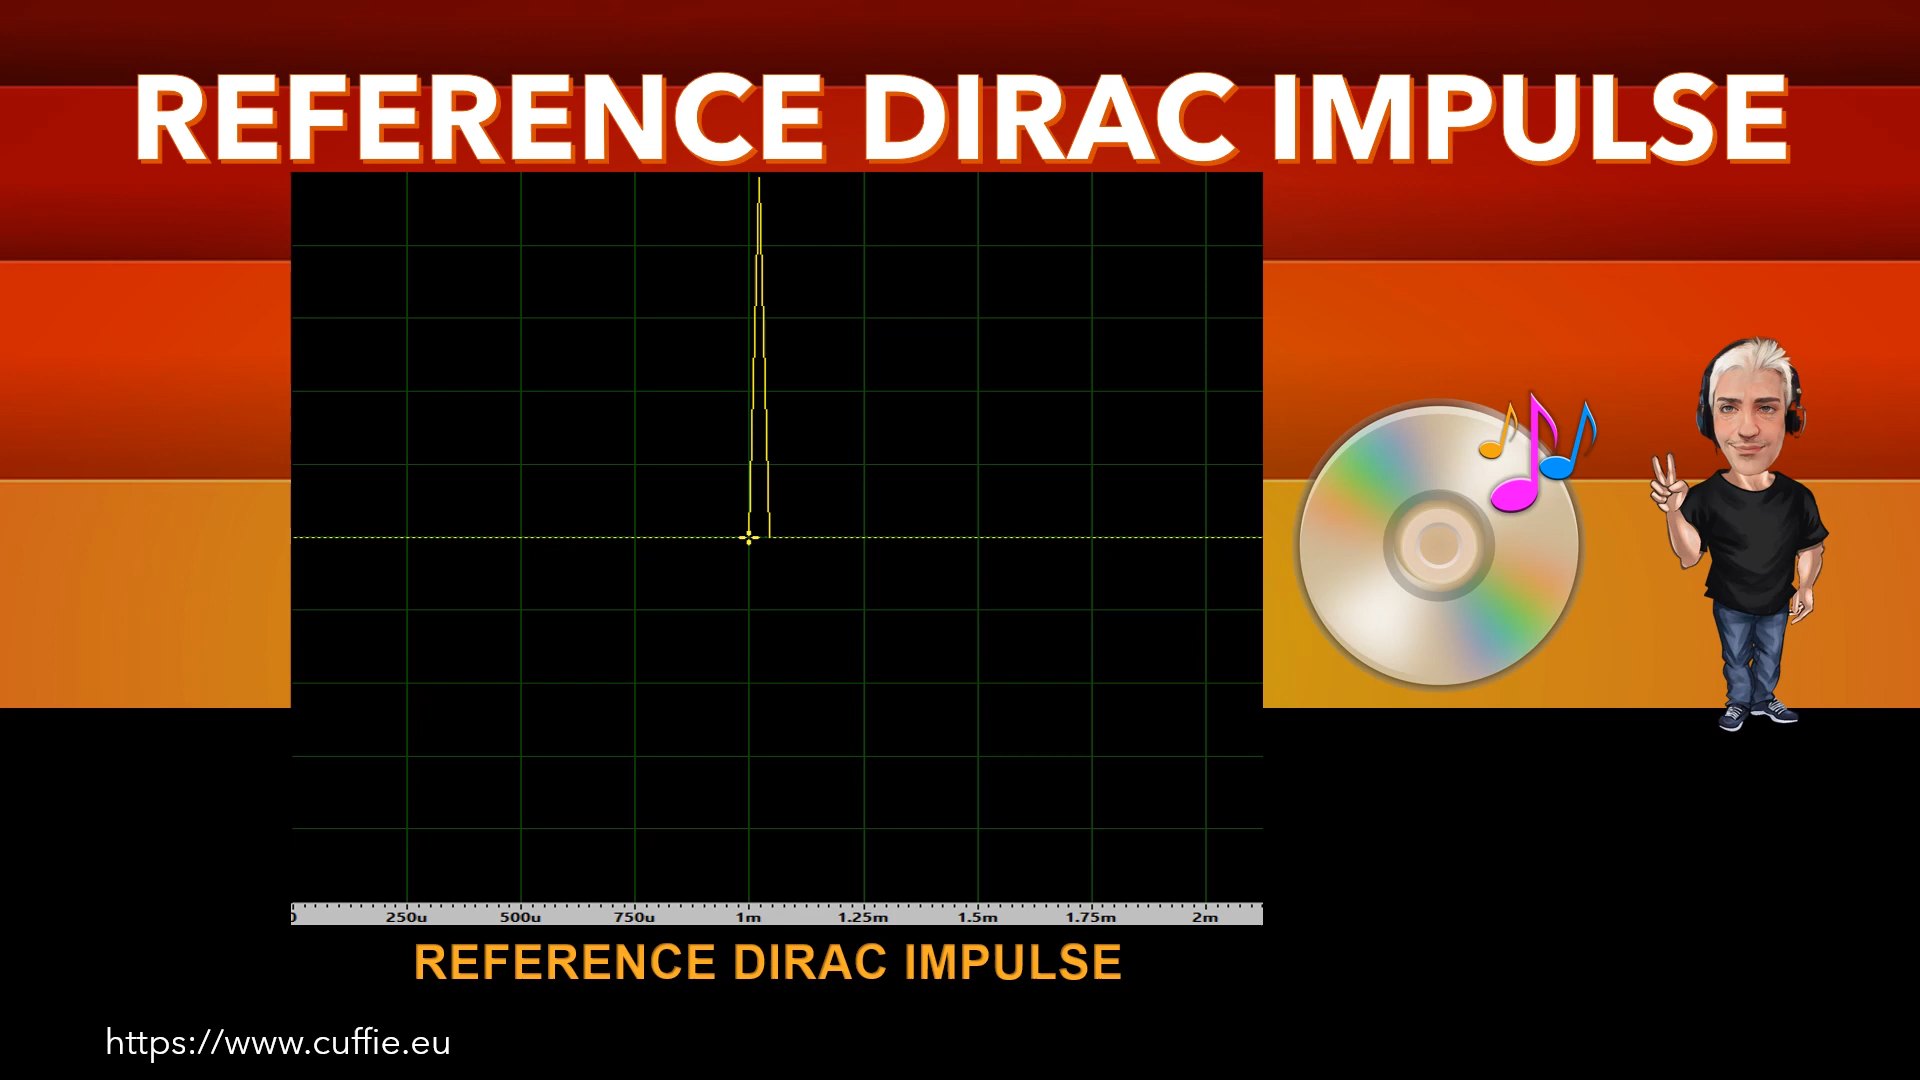 REFERENCE DIRAC IMPULSE
0 250u 500u 750u 1m 1.25m 1.5m 1.75m 2m
REFERENCE DIRAC IMPULSE
https://www.cuffie.eu